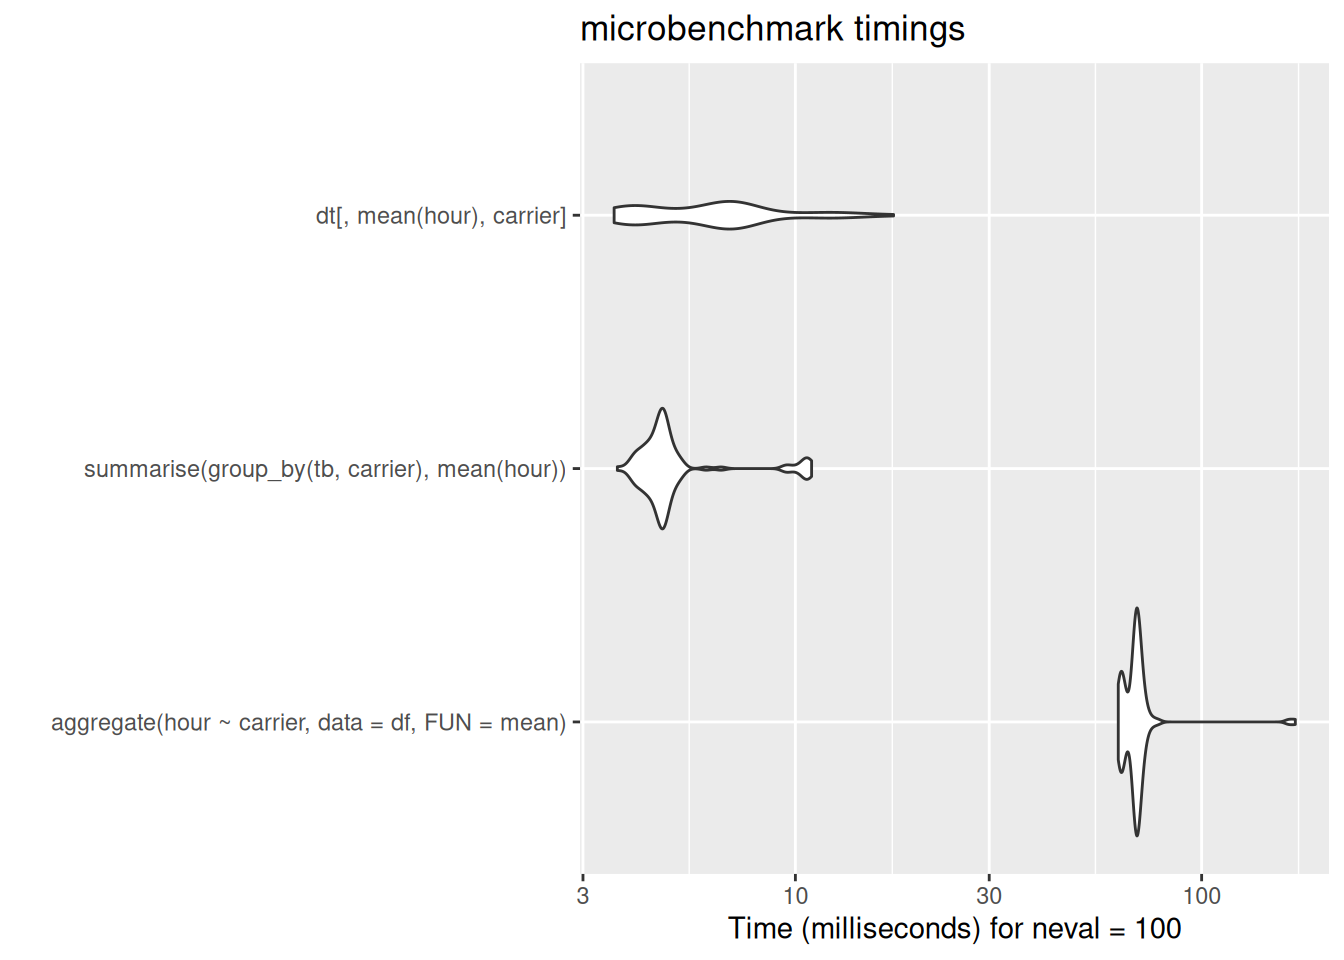 microbenchmark timings
dt[, mean(hour), carrier]
summarise(group_by(tb, carrier), mean(hour))
aggregate(hour ~ carrier, data = df, FUN = mean)
3 10 30 100
Time (milliseconds) for neval = 100